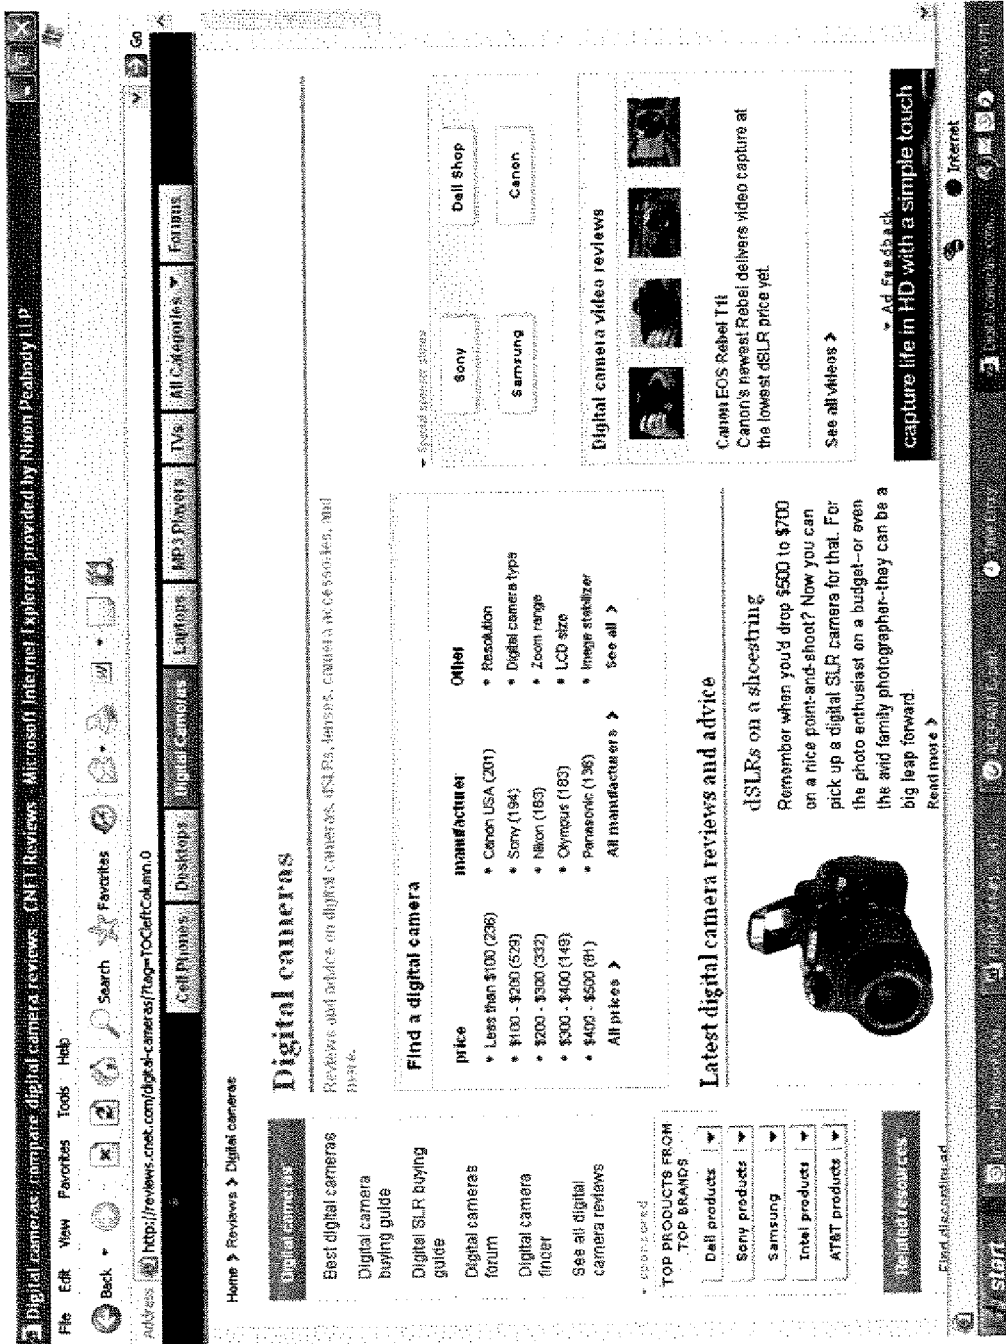 Digital cameras: compare digital camera reviews - CNET Reviews - Microsoft Internet Explorer provided by Nixon Peabody LLP
File Edit View Favorites Tools Help
Back Search Favorites
Address http://reviews.cnet.com/digital-cameras/?tag=TOCleftColumn.0 Go
Cell Phones Desktops Digital Cameras Laptops MP3 Players TVs All Categories Forums
Home > Reviews > Digital cameras
Digital cameras
Best digital cameras
Digital camera
buying guide
Digital SLR buying
guide
Digital cameras
forum
Digital camera
finder
See all digital
camera reviews
sponsored
TOP PRODUCTS FROM
TOP BRANDS
Dell products
Sony products
Samsung
Intel products
AT&T products
Related resources
Find discontinued
Digital cameras
Reviews and advice on digital cameras, dSLRs, lenses, camera accessories, and
more.
Find a digital camera
price
• Less than $100 (236)
• $100 - $200 (529)
• $200 - $300 (332)
• $300 - $400 (149)
• $400 - $500 (81)
All prices >
manufacturer
• Canon USA (201)
• Sony (194)
• Nikon (183)
• Olympus (183)
• Panasonic (136)
All manufacturers >
Other
• Resolution
• Digital camera type
• Zoom range
• LCD size
• Image stabilizer
See all >
Latest digital camera reviews and advice
dSLRs on a shoestring
Remember when you'd drop $500 to $700
on a nice point-and-shoot? Now you can
pick up a digital SLR camera for that. For
the photo enthusiast on a budget--or even
the avid family photographer--they can be a
big leap forward.
Read more >
Special sponsor stores
Sony
Dell Shop
Samsung
Canon
Digital camera video reviews
Canon EOS Rebel T1i
Canon's newest Rebel delivers video capture at
the lowest dSLR price yet.
See all videos >
Ad Feedback
capture life in HD with a simple touch
Internet
start